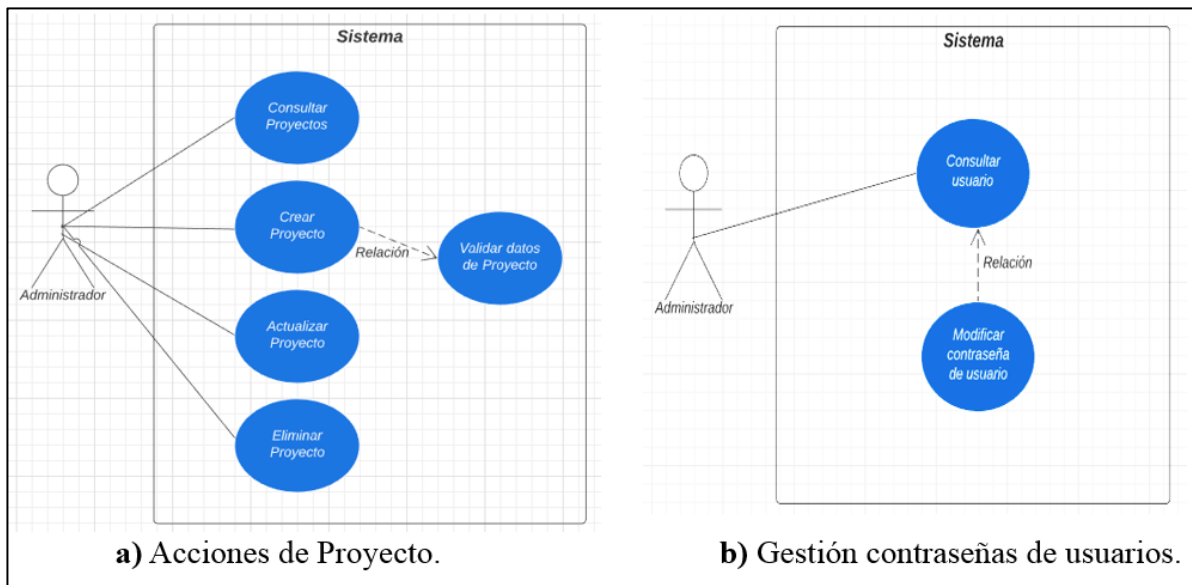 Sistema
Consultar
Proyectos
Crear
Proyecto
Relación
Validar datos
de Proyecto
Administrador
Actualizar
Proyecto
Eliminar
Proyecto
a) Acciones de Proyecto.
Sistema
Consultar
usuario
Relación
Administrador
Modificar
contraseña
de usuario
b) Gestión contraseñas de usuarios.